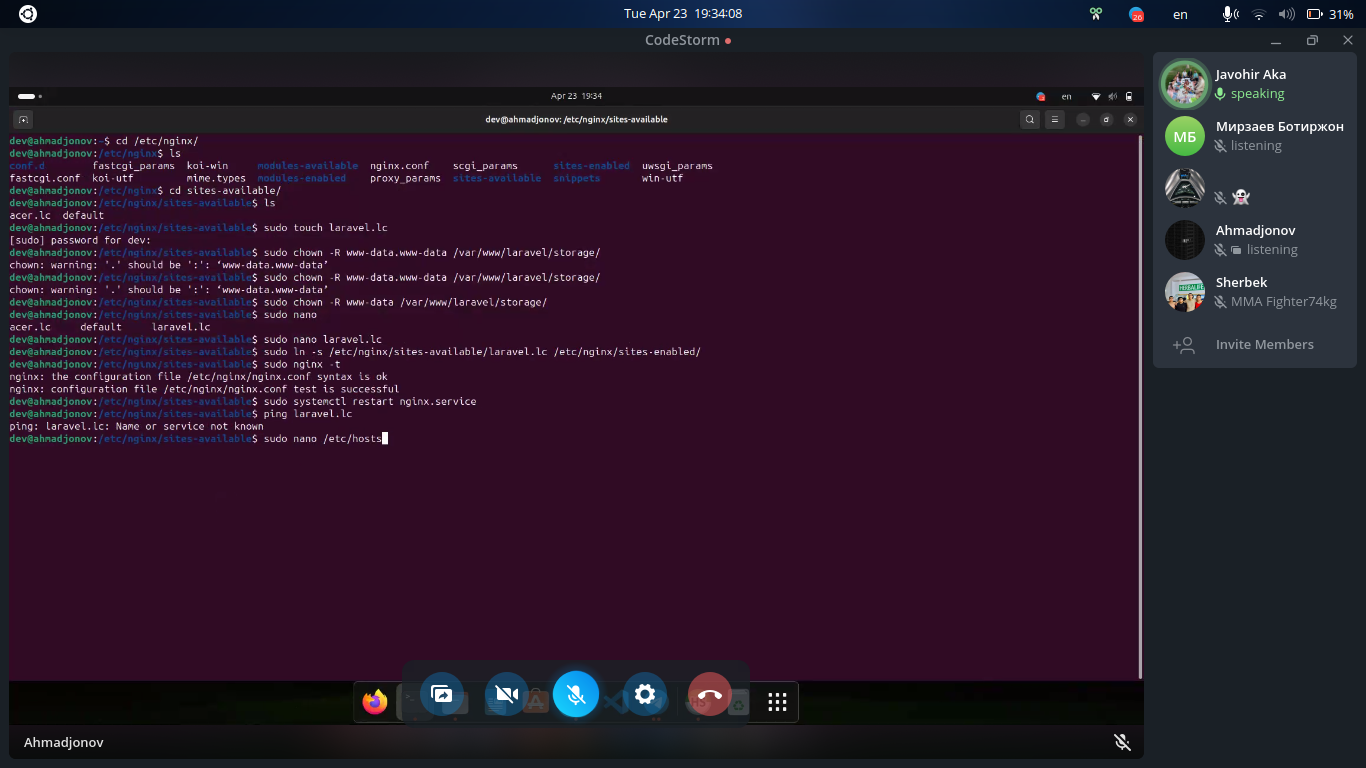 Tue Apr 23 19:34:08
26
en
31%
CodeStorm
Apr 23 19:34
en
dev@ahmadjonov: /etc/nginx/sites-available
dev@ahmadjonov:~$ cd /etc/nginx/
dev@ahmadjonov:/etc/nginx$ ls
conf.d fastcgi_params koi-win modules-available nginx.conf scgi_params sites-enabled uwsgi_params
fastcgi.conf koi-utf mime.types modules-enabled proxy_params sites-available snippets win-utf
dev@ahmadjonov:/etc/nginx$ cd sites-available/
dev@ahmadjonov:/etc/nginx/sites-available$ ls
acer.lc default
dev@ahmadjonov:/etc/nginx/sites-available$ sudo touch laravel.lc
[sudo] password for dev:
dev@ahmadjonov:/etc/nginx/sites-available$ sudo chown -R www-data.www-data /var/www/laravel/storage/
chown: warning: '.' should be ':': ‘www-data.www-data’
dev@ahmadjonov:/etc/nginx/sites-available$ sudo chown -R www-data.www-data /var/www/laravel/storage/
chown: warning: '.' should be ':': ‘www-data.www-data’
dev@ahmadjonov:/etc/nginx/sites-available$ sudo chown -R www-data /var/www/laravel/storage/
dev@ahmadjonov:/etc/nginx/sites-available$ sudo nano
acer.lc default laravel.lc
dev@ahmadjonov:/etc/nginx/sites-available$ sudo nano laravel.lc
dev@ahmadjonov:/etc/nginx/sites-available$ sudo ln -s /etc/nginx/sites-available/laravel.lc /etc/nginx/sites-enabled/
dev@ahmadjonov:/etc/nginx/sites-available$ sudo nginx -t
nginx: the configuration file /etc/nginx/nginx.conf syntax is ok
nginx: configuration file /etc/nginx/nginx.conf test is successful
dev@ahmadjonov:/etc/nginx/sites-available$ sudo systemctl restart nginx.service
dev@ahmadjonov:/etc/nginx/sites-available$ ping laravel.lc
ping: laravel.lc: Name or service not known
dev@ahmadjonov:/etc/nginx/sites-available$ sudo nano /etc/hosts
Ahmadjonov
Javohir Aka
speaking
МБ
Мирзаев Ботиржон
listening
Ahmadjonov
listening
Sherbek
HERBALIFE
MMA Fighter74kg
Invite Members